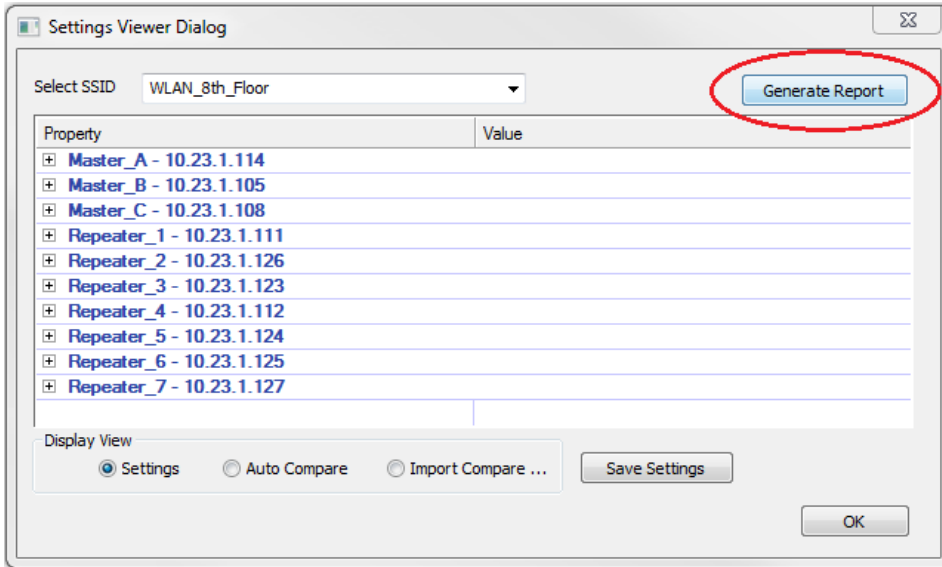 Settings Viewer Dialog
Select SSID WLAN_8th_Floor Generate Report
Property Value
Master_A - 10.23.1.114
Master_B - 10.23.1.105
Master_C - 10.23.1.108
Repeater_1 - 10.23.1.111
Repeater_2 - 10.23.1.126
Repeater_3 - 10.23.1.123
Repeater_4 - 10.23.1.112
Repeater_5 - 10.23.1.124
Repeater_6 - 10.23.1.125
Repeater_7 - 10.23.1.127
Display View
Settings Auto Compare Import Compare ... Save Settings
OK